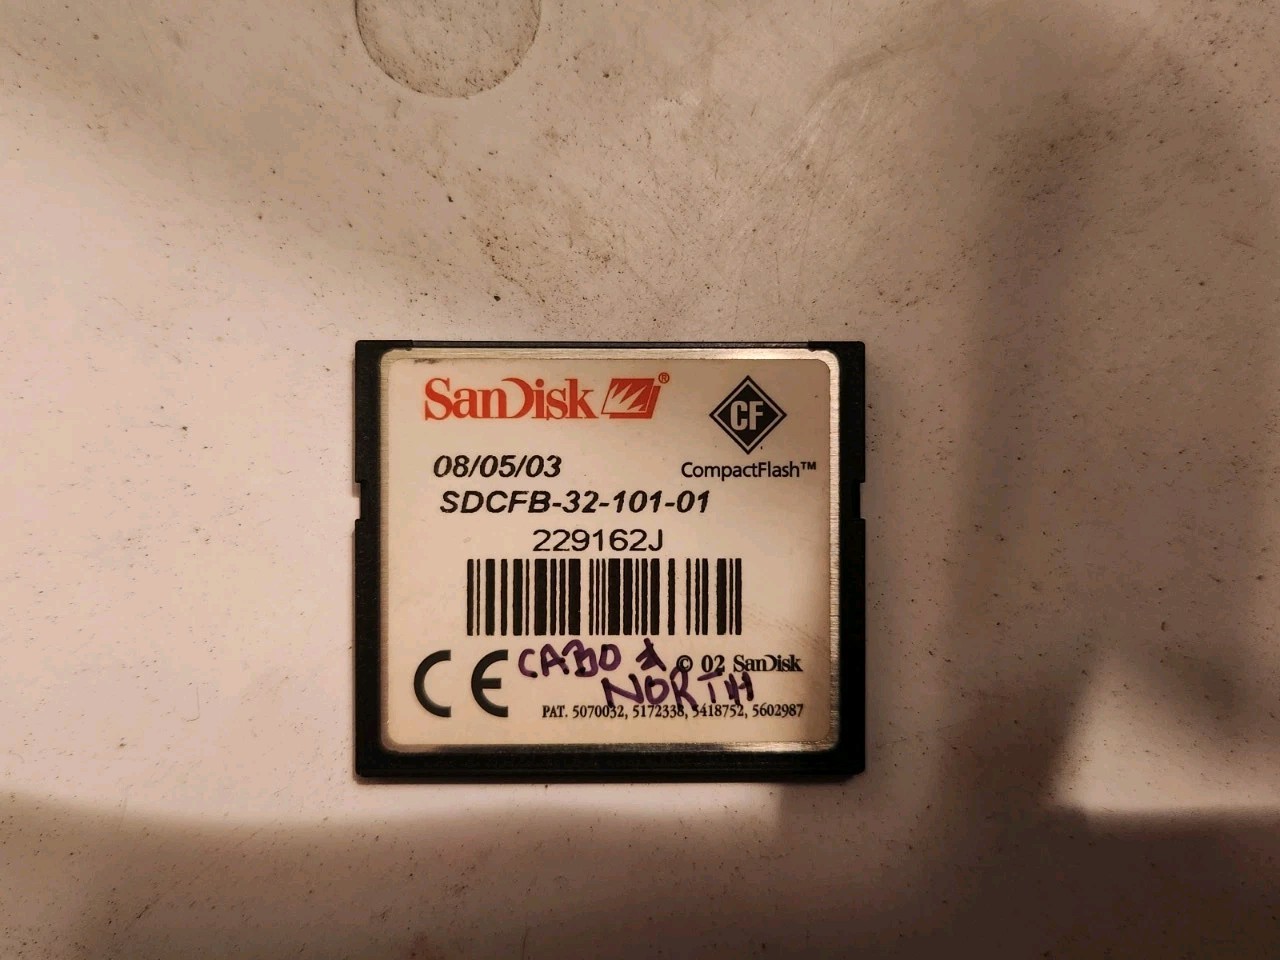 SanDisk ®
CF
CompactFlash™
08/05/03
SDCFB-32-101-01
229162J
CE
CABO &
NORTH
© 02 SanDisk
PAT. 5070032, 5172338, 5418752, 5602987